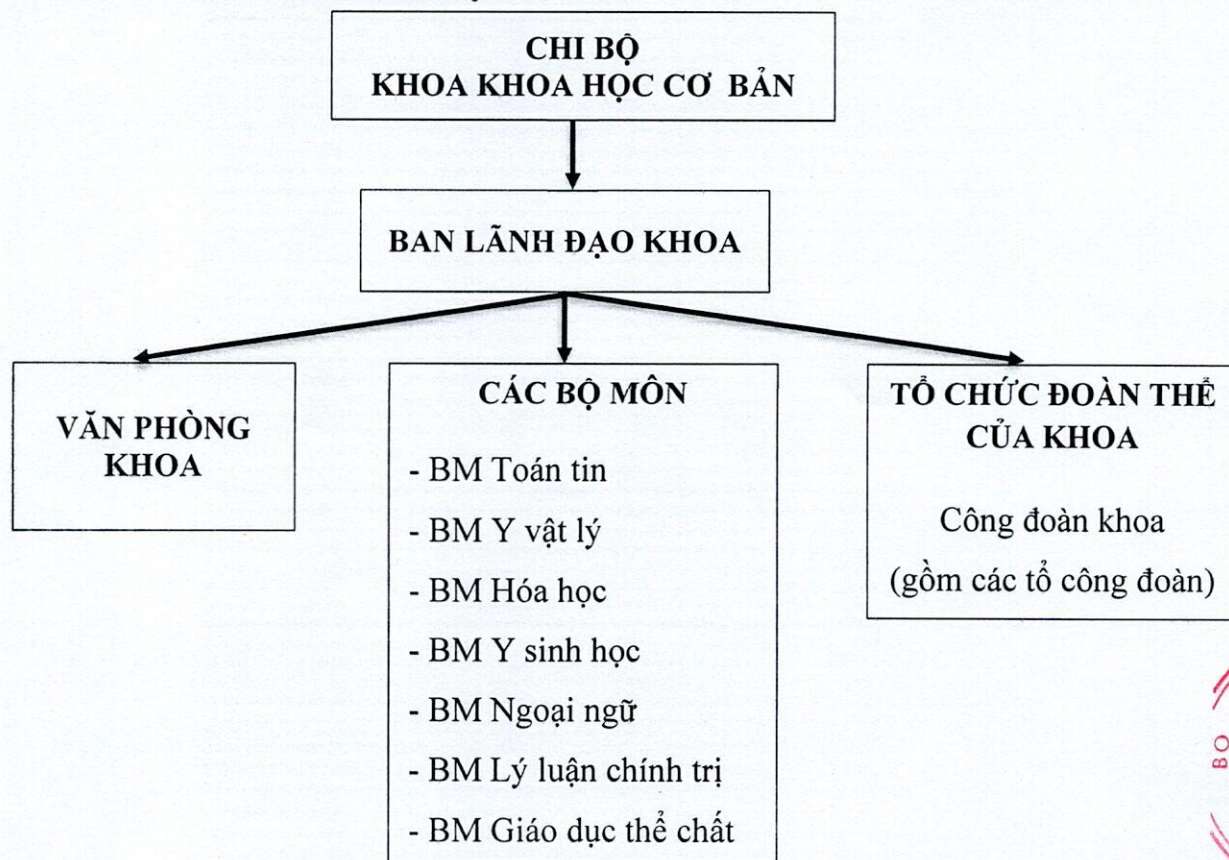 CHI BỘ
KHOA KHOA HỌC CƠ BẢN
BAN LÃNH ĐẠO KHOA
VĂN PHÒNG
KHOA
CÁC BỘ MÔN
- BM Toán tin
- BM Y vật lý
- BM Hóa học
- BM Y sinh học
- BM Ngoại ngữ
- BM Lý luận chính trị
- BM Giáo dục thể chất
TỔ CHỨC ĐOÀN THỂ
CỦA KHOA
Công đoàn khoa
(gồm các tổ công đoàn)
BO